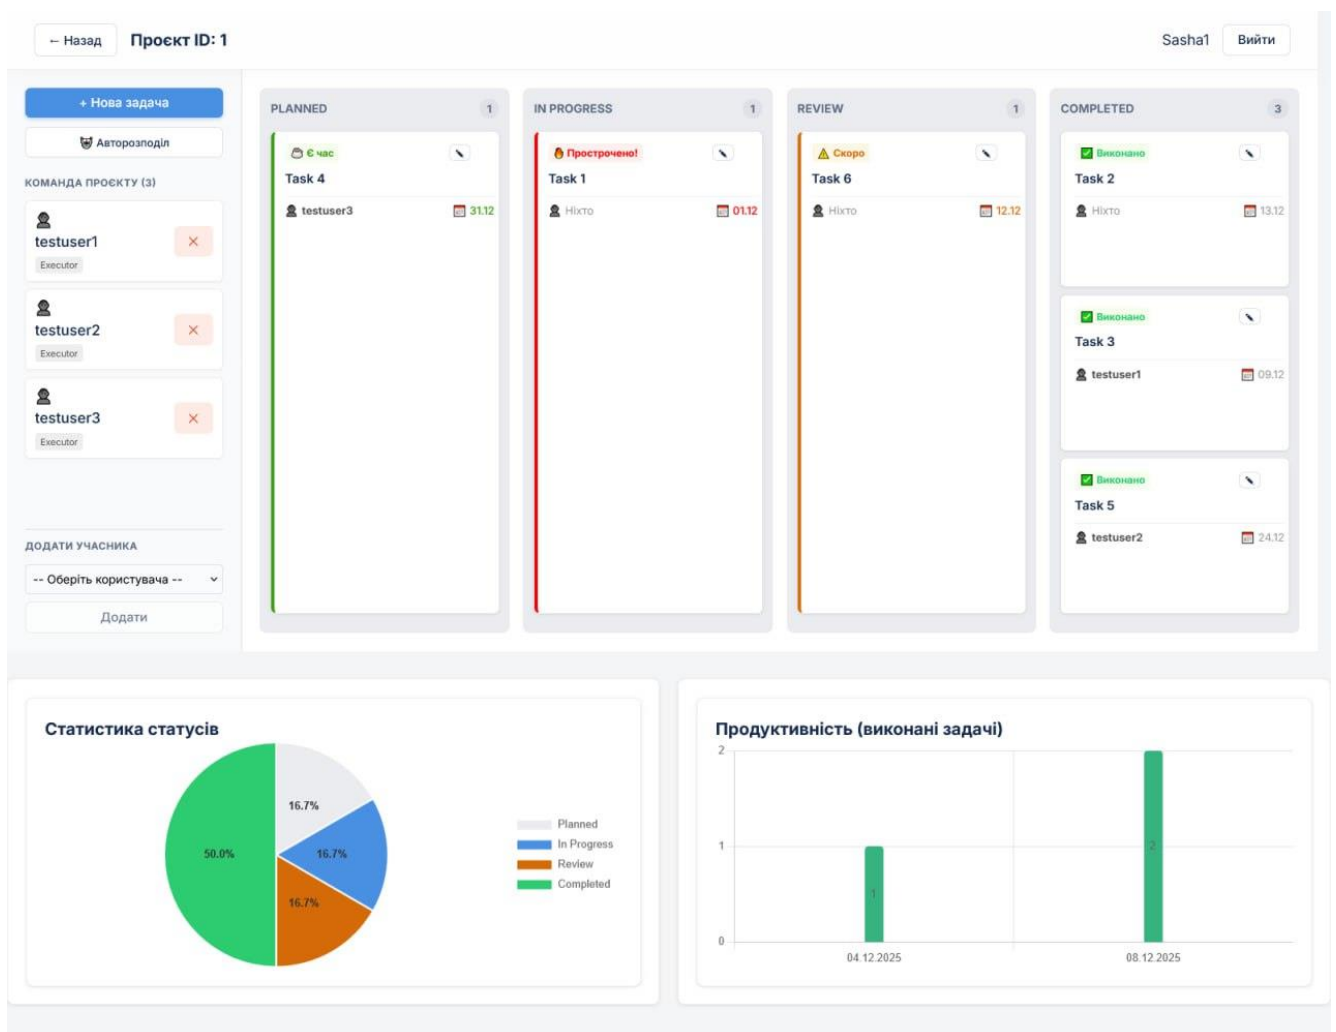 ← Назад
Проєкт ID: 1
Sasha1
Вийти
+ Нова задача
Авторозподіл
КОМАНДА ПРОЄКТУ (3)
testuser1
Executor
testuser2
Executor
testuser3
Executor
ДОДАТИ УЧАСНИКА
-- Оберіть користувача --
Додати
PLANNED 1
Є час
Task 4
testuser3 31.12
IN PROGRESS 1
Прострочено!
Task 1
Ніхто 01.12
REVIEW 1
Скоро
Task 6
Ніхто 12.12
COMPLETED 3
Виконано
Task 2
Ніхто 13.12
Виконано
Task 3
testuser1 09.12
Виконано
Task 5
testuser2 24.12
Статистика статусів
16.7%
50.0%
16.7%
16.7%
Planned
In Progress
Review
Completed
Продуктивність (виконані задачі)
2
1
0
1
2
04.12.2025
08.12.2025